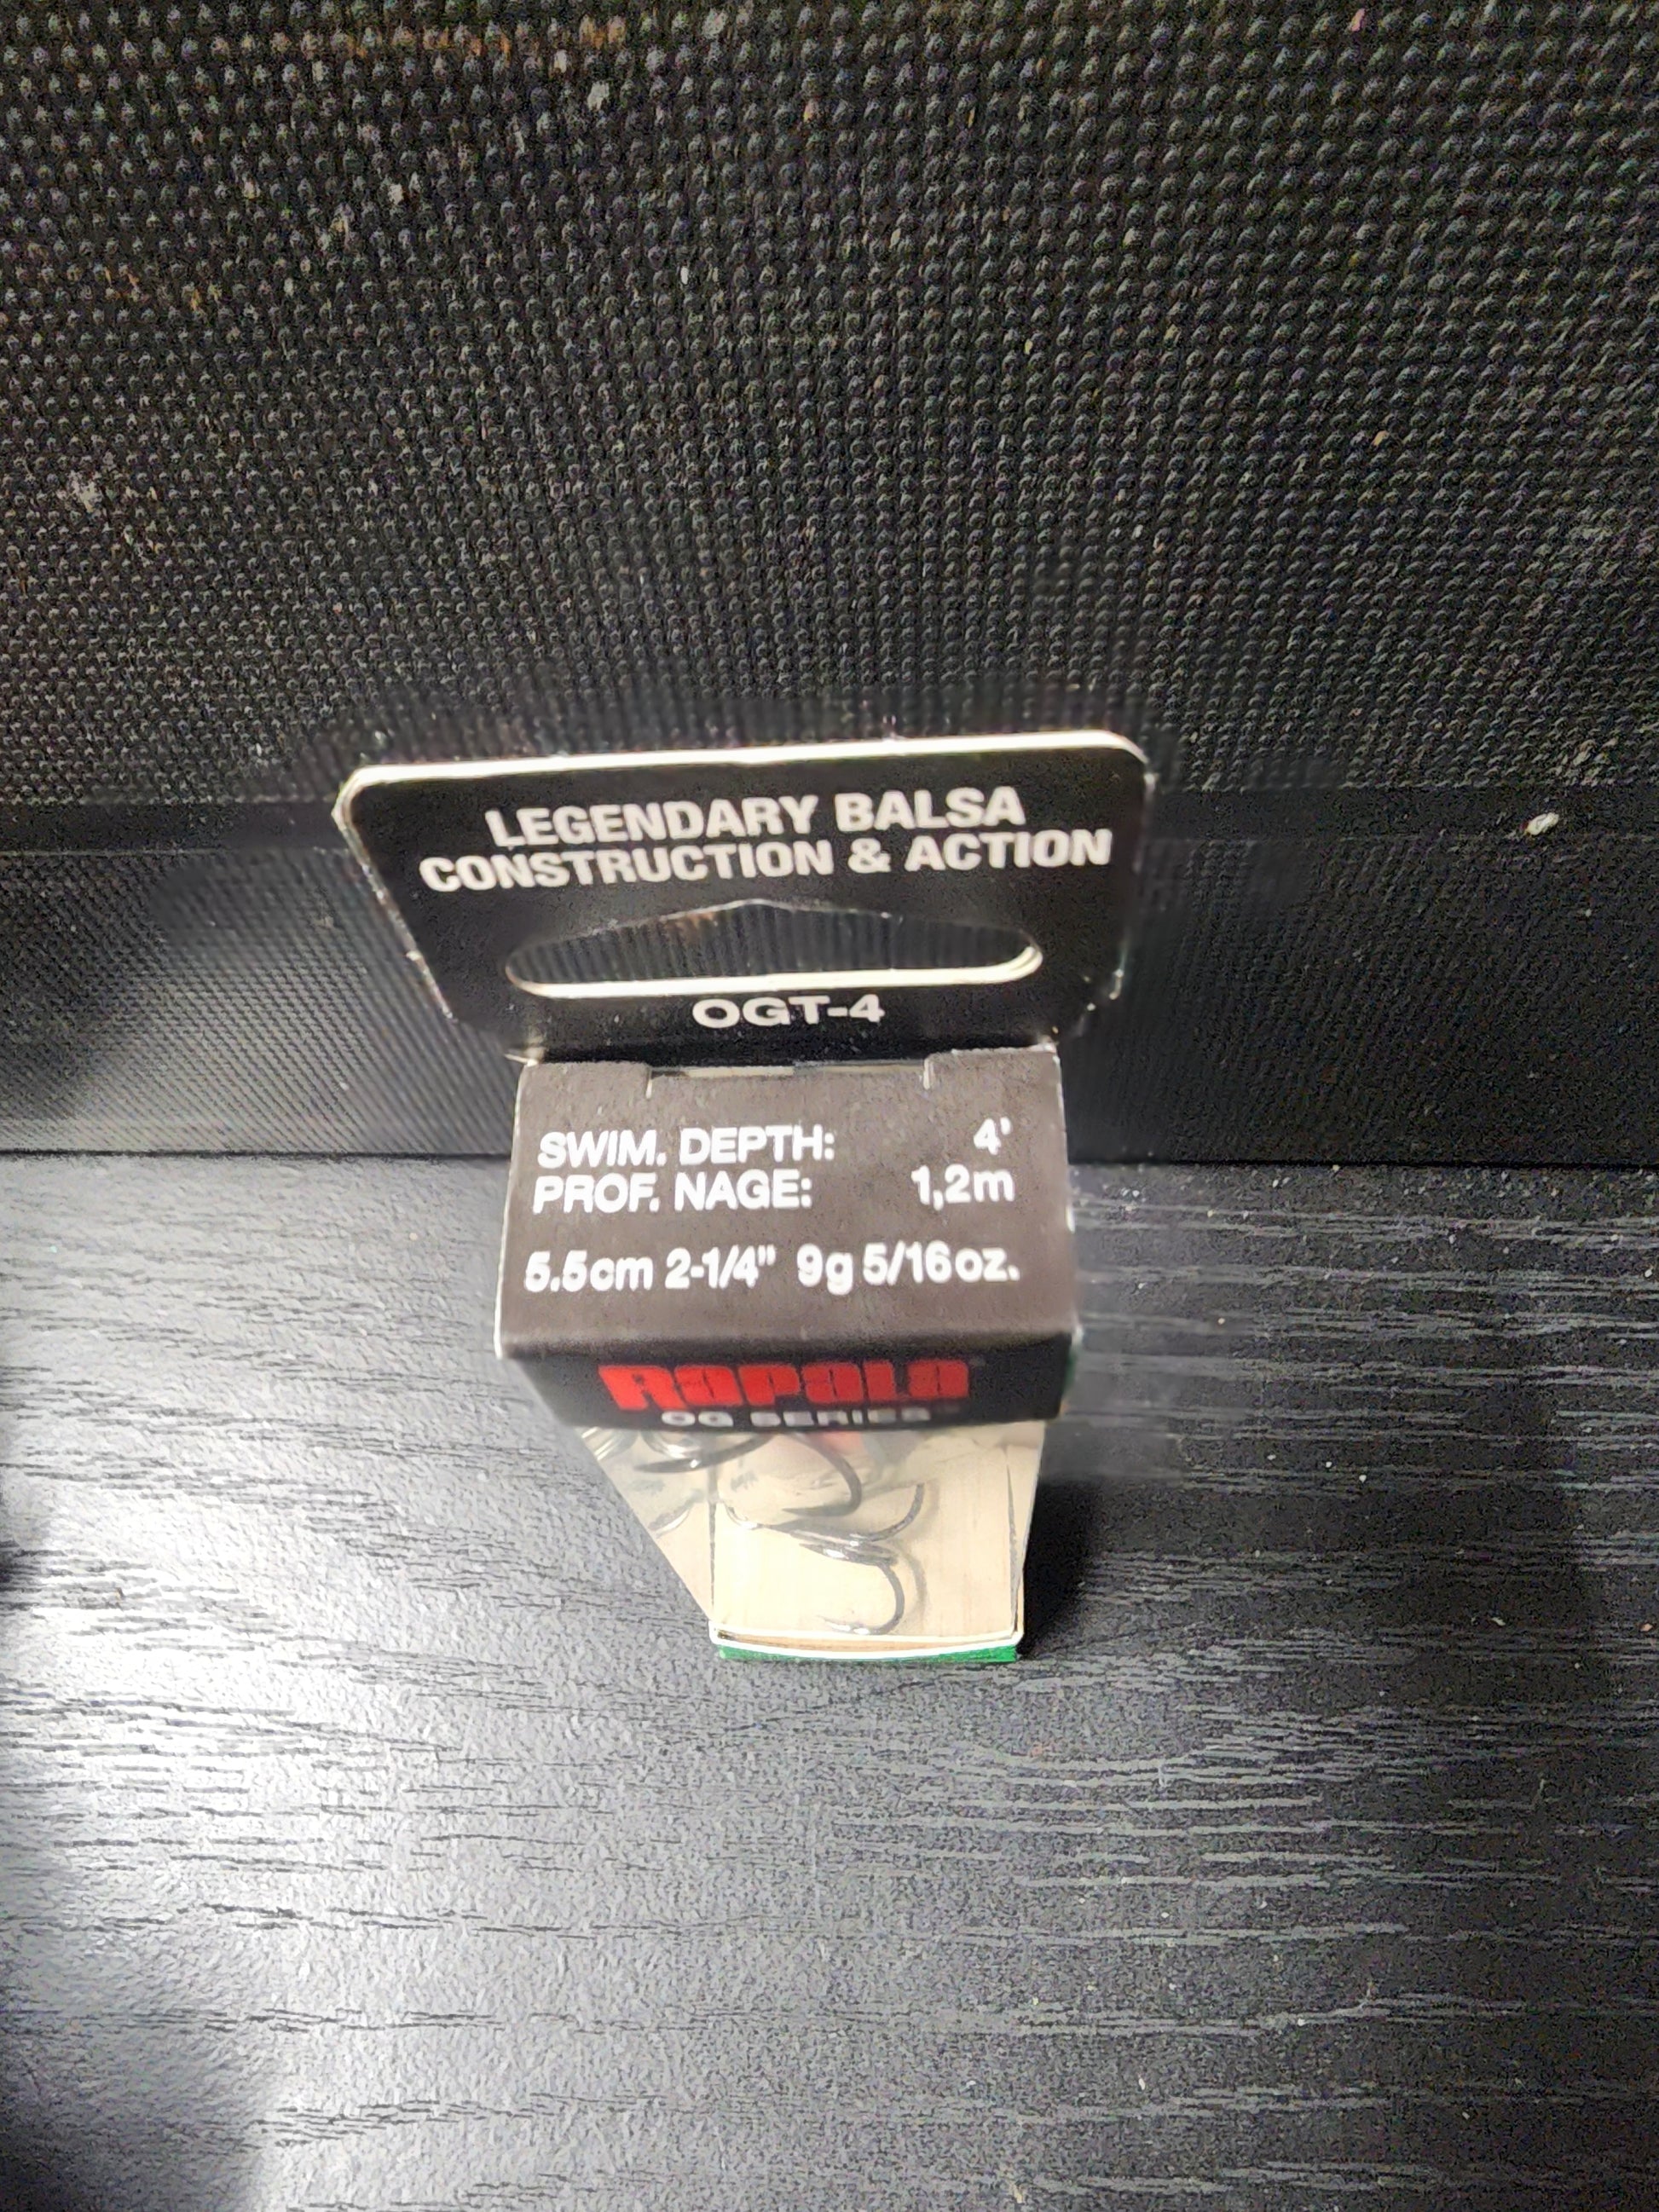 LEGENDARY BALSA
CONSTRUCTION & ACTION
OGT-4
SWIM. DEPTH: 4'
PROF. NAGE: 1,2m
5.5cm 2-1/4" 9g 5/16oz.
RAPALA
OG SERIES